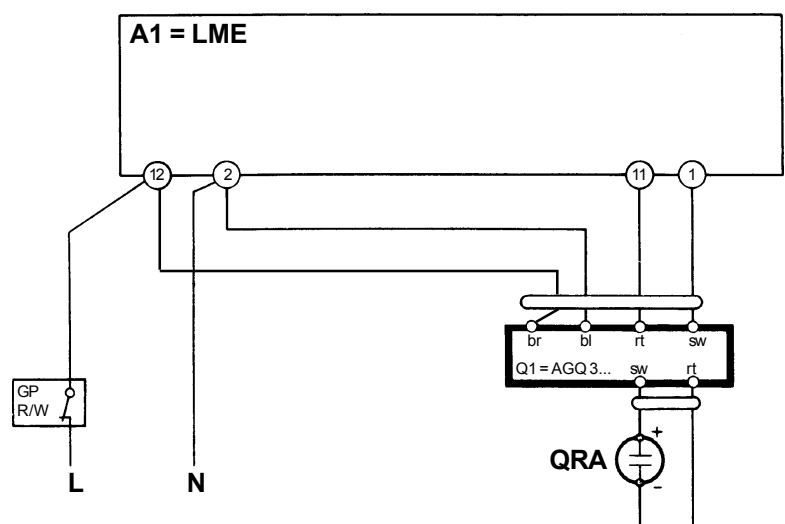 A1 = LME
12 2 11 1
br bl rt sw
Q1 = AGQ 3... sw rt
GP
R/W
QRA
+
-
L N